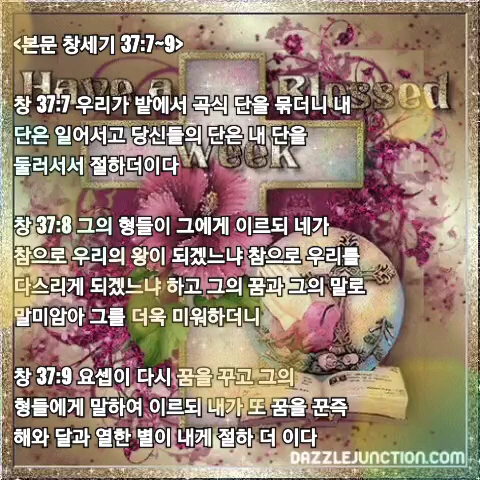 <본문 창세기 37:7~9>
Have a Blessed
창 37:7 우리가 밭에서 곡식 단을 묶더니 내
단은 일어서고 당신들의 단은 내 단을
Week
둘러서서 절하더이다
창 37:8 그의 형들이 그에게 이르되 네가
참으로 우리의 왕이 되겠느냐 참으로 우리를
다스리게 되겠느냐 하고 그의 꿈과 그의 말로
말미암아 그를 더욱 미워하더니
창 37:9 요셉이 다시 꿈을 꾸고 그의
형들에게 말하여 이르되 내가 또 꿈을 꾼즉
해와 달과 열한 별이 내게 절하 더 이다
DAZZLEJUNCTION.COM